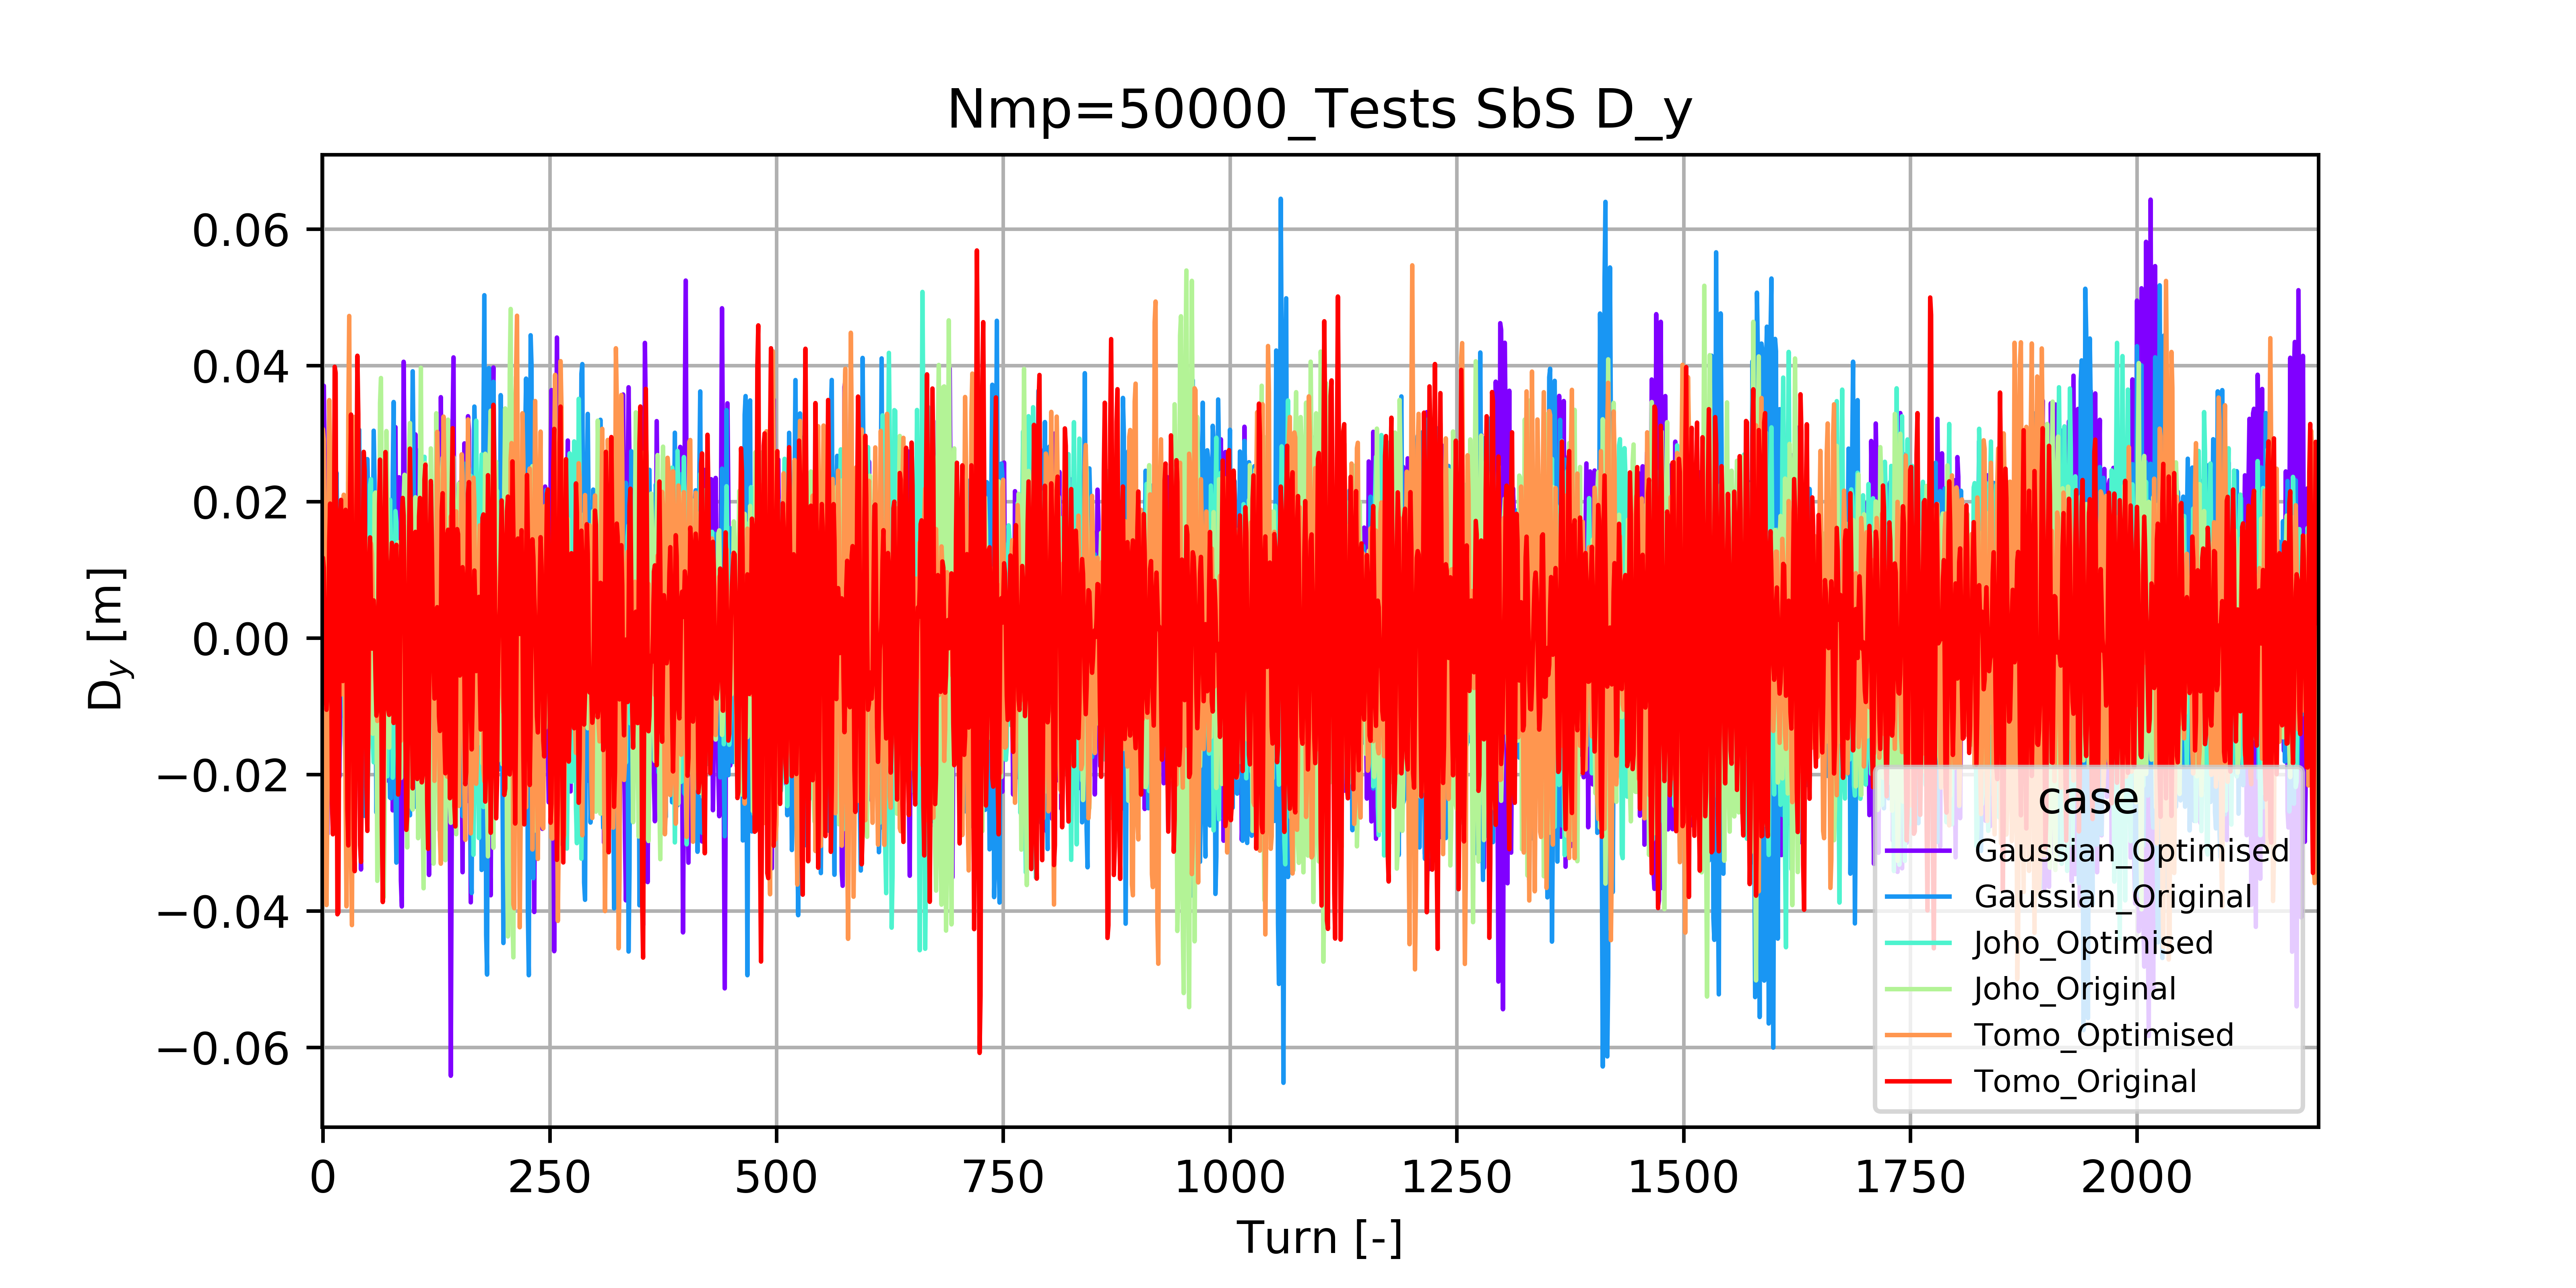 Nmp=50000_Tests SbS D_y
D_y [m]
0.06
0.04
0.02
0.00
−0.02
−0.04
−0.06
0 250 500 750 1000 1250 1500 1750 2000
Turn [-]
case
Gaussian_Optimised
Gaussian_Original
Joho_Optimised
Joho_Original
Tomo_Optimised
Tomo_Original